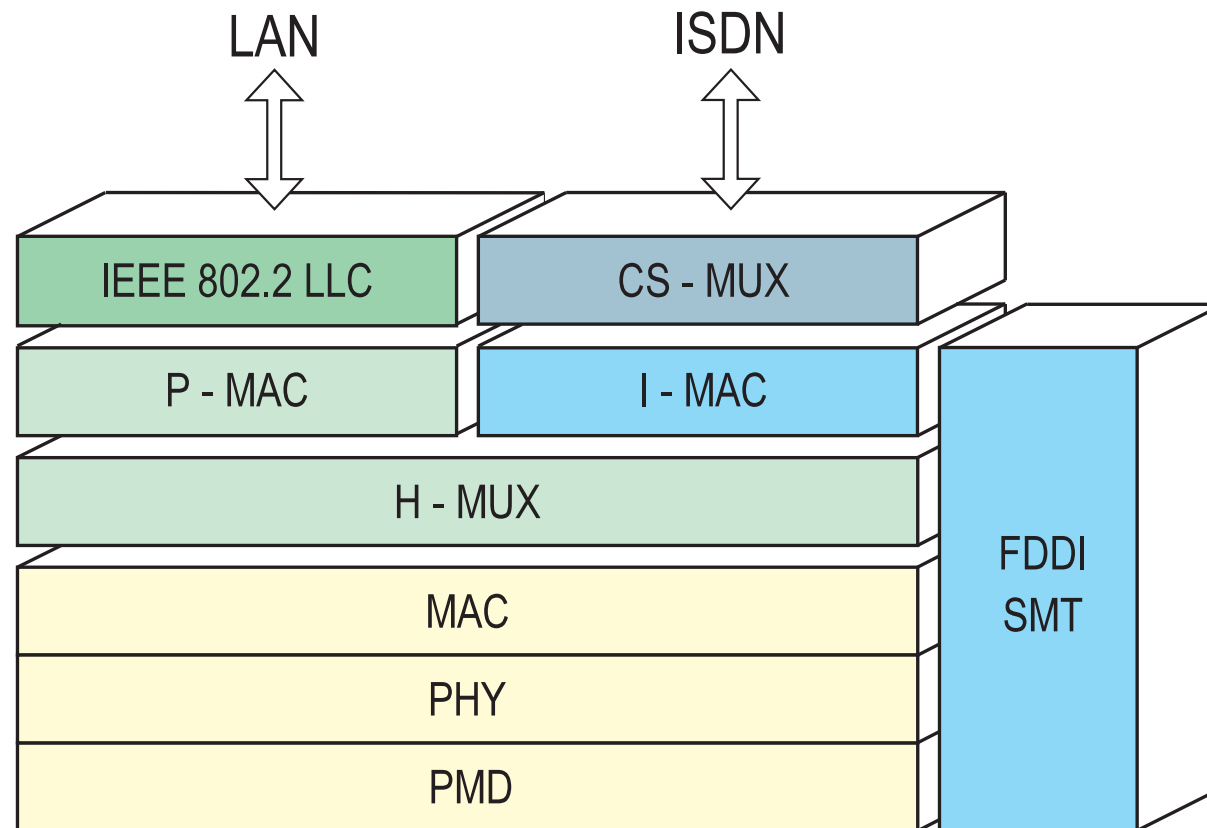 LAN
ISDN
IEEE 802.2 LLC
CS - MUX
P - MAC
I - MAC
H - MUX
FDDI
SMT
MAC
PHY
PMD